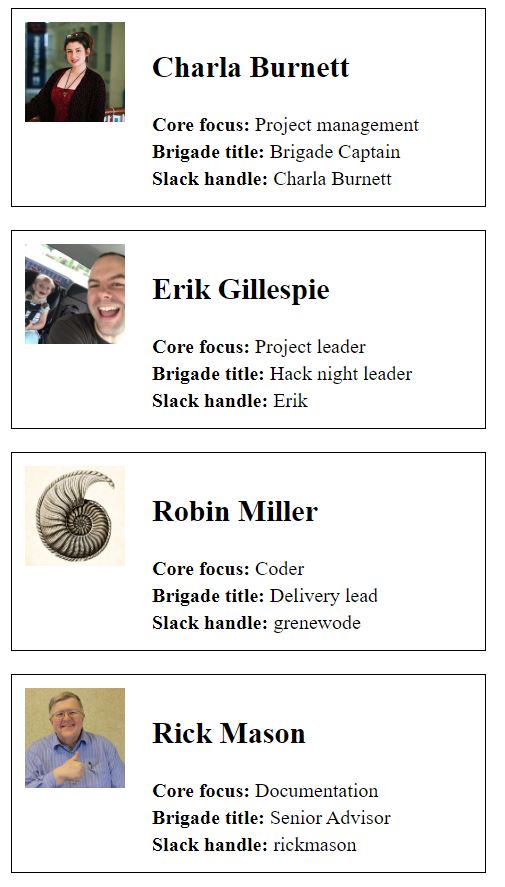 Charla Burnett
Core focus: Project management
Brigade title: Brigade Captain
Slack handle: Charla Burnett
Erik Gillespie
Core focus: Project leader
Brigade title: Hack night leader
Slack handle: Erik
Robin Miller
Core focus: Coder
Brigade title: Delivery lead
Slack handle: grenewode
Rick Mason
Core focus: Documentation
Brigade title: Senior Advisor
Slack handle: rickmason